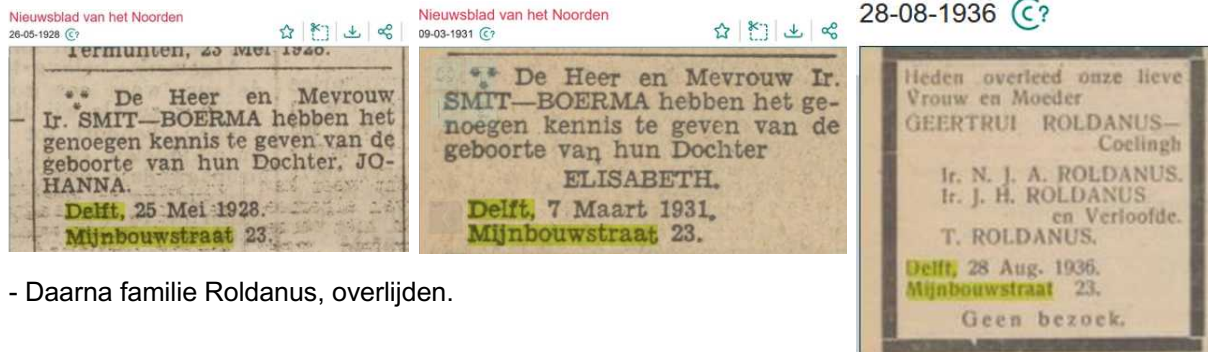 Nieuwsblad van het Noorden
26-05-1928 C?
Termunten, 23 Mei 1928.
De Heer en Mevrouw
Ir. SMIT—BOERMA hebben het
genoegen kennis te geven van de
geboorte van hun Dochter, JO-
HANNA.
Delft, 25 Mei 1928.
Mijnbouwstraat 23.
Nieuwsblad van het Noorden
09-03-1931 C?
De Heer en Mevrouw Ir.
SMIT—BOERMA hebben het ge-
noegen kennis te geven van de
geboorte van hun Dochter
ELISABETH.
Delft, 7 Maart 1931.
Mijnbouwstraat 23.
28-08-1936 C?
Heden overleed onze lieve
Vrouw en Moeder
GEERTRUI ROLDANUS—
Coelingh
Ir. N. J. A. ROLDANUS.
Ir. J. H. ROLDANUS
en Verloofde.
T. ROLDANUS.
Delft, 28 Aug. 1936.
Mijnbouwstraat 23.
Geen bezoek.
- Daarna familie Roldanus, overlijden.